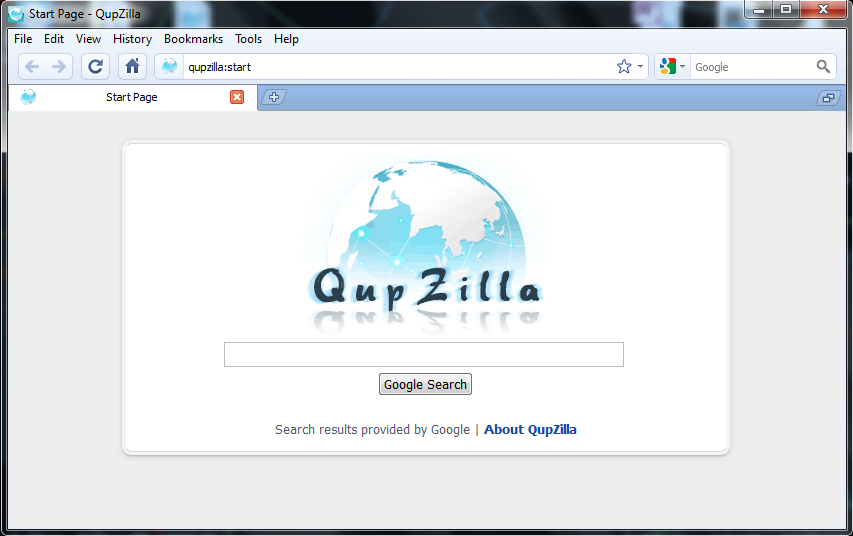 Start Page - QupZilla
File Edit View History Bookmarks Tools Help
qupzilla:start
Google
Start Page
QupZilla
Google Search
Search results provided by Google | About QupZilla